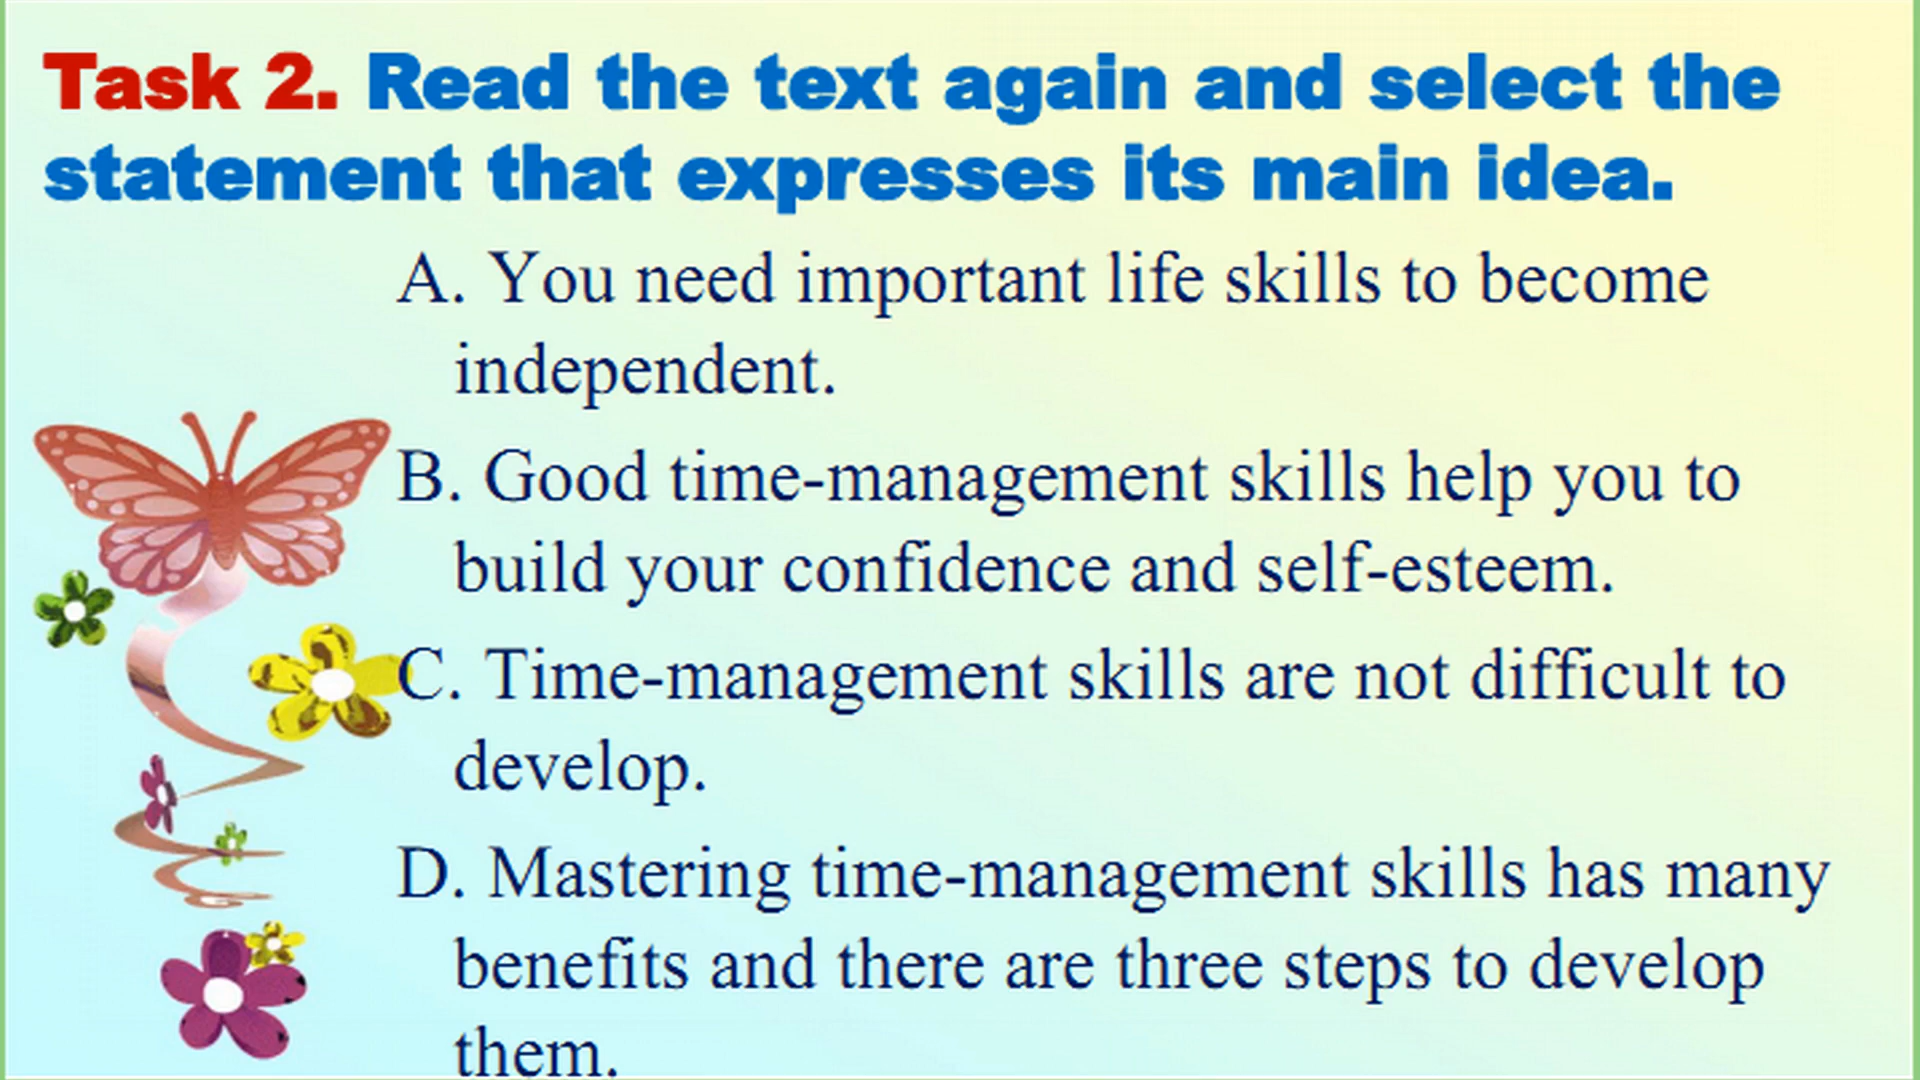 Task 2. Read the text again and select the
statement that expresses its main idea.
A. You need important life skills to become
independent.
B. Good time-management skills help you to
build your confidence and self-esteem.
C. Time-management skills are not difficult to
develop.
D. Mastering time-management skills has many
benefits and there are three steps to develop
them.